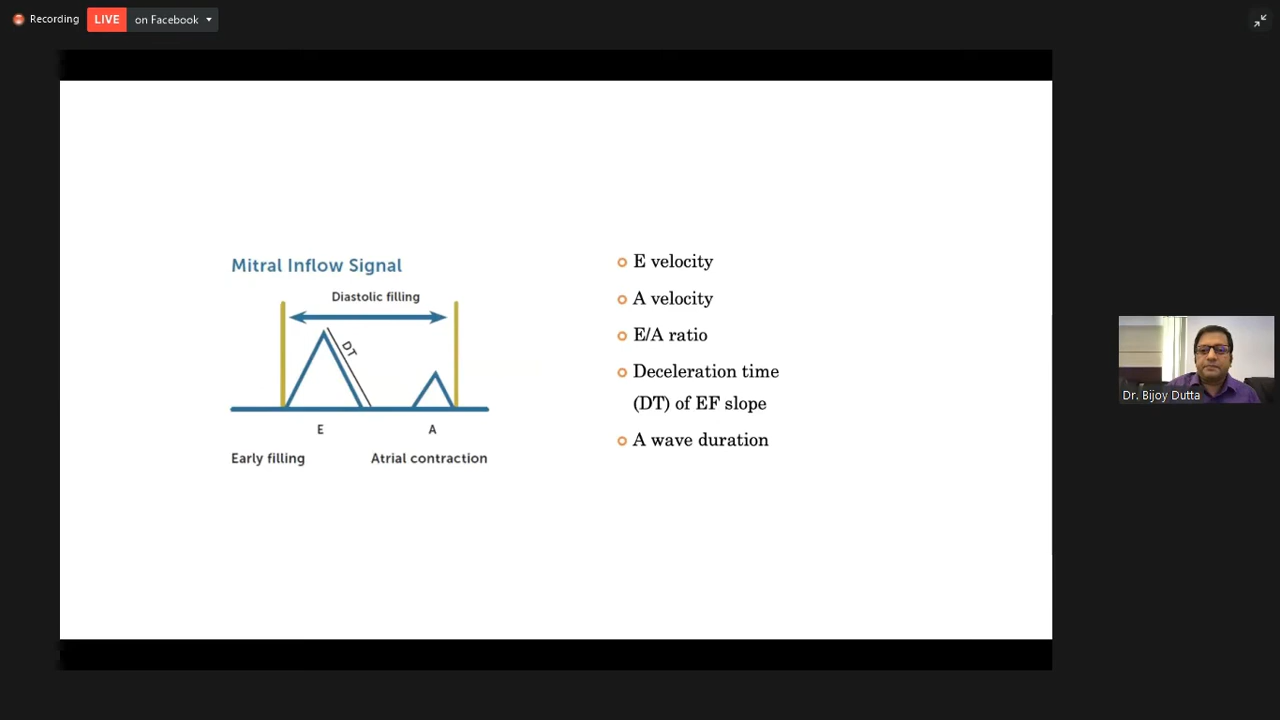 Recording
LIVE on Facebook
Mitral Inflow Signal
Diastolic filling
DT
E
A
Early filling
Atrial contraction
E velocity
A velocity
E/A ratio
Deceleration time
(DT) of EF slope
A wave duration
Dr. Bijoy Dutta